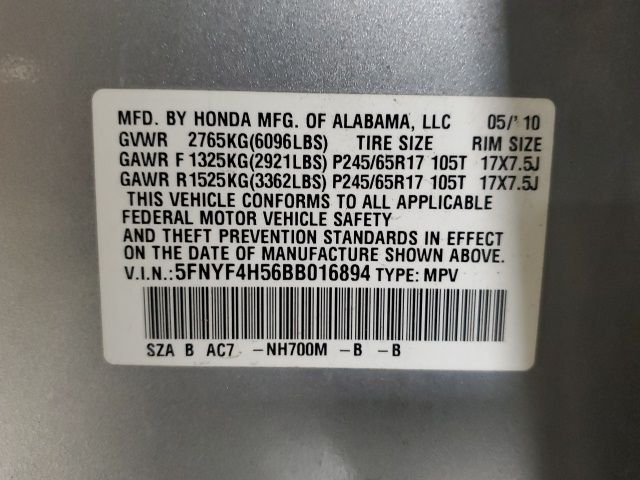 MFD. BY HONDA MFG. OF ALABAMA, LLC 05/'10
GVWR 2765KG(6096LBS) TIRE SIZE RIM SIZE
GAWR F 1325KG(2921LBS) P245/65R17 105T 17X7.5J
GAWR R 1525KG(3362LBS) P245/65R17 105T 17X7.5J
THIS VEHICLE CONFORMS TO ALL APPLICABLE
FEDERAL MOTOR VEHICLE SAFETY
AND THEFT PREVENTION STANDARDS IN EFFECT
ON THE DATE OF MANUFACTURE SHOWN ABOVE.
V.I.N.:5FNYF4H56BB016894 TYPE: MPV
SZA B AC7 -NH700M -B -B